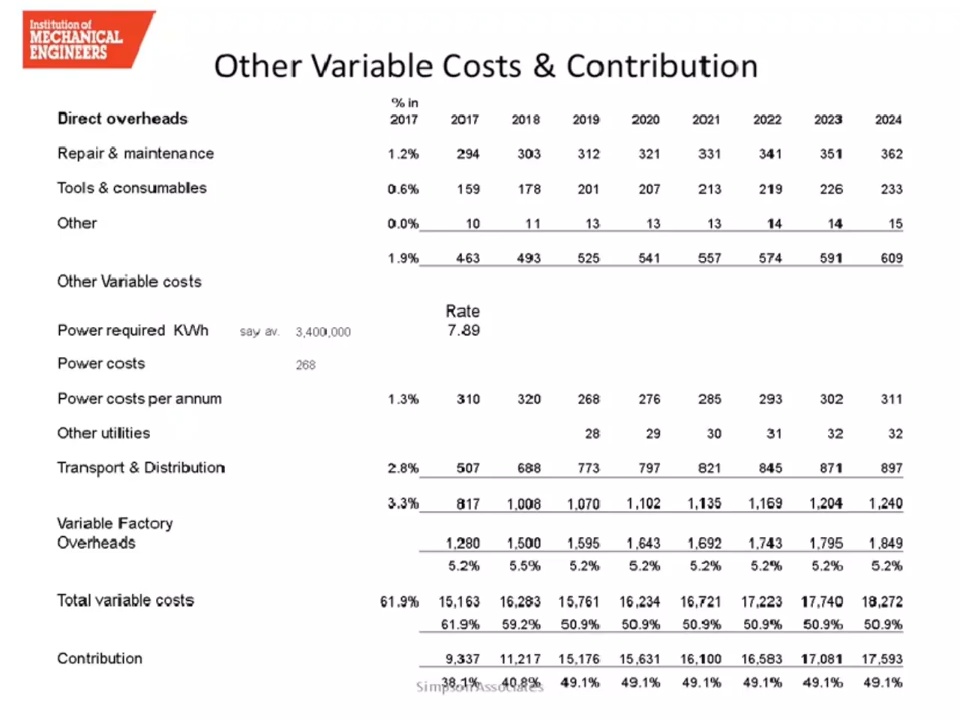 Institution of
MECHANICAL
ENGINEERS
Other Variable Costs & Contribution
% in
Direct overheads 2017 2017 2018 2019 2020 2021 2022 2023 2024
Repair & maintenance 1.2% 294 303 312 321 331 341 351 362
Tools & consumables 0.6% 159 178 201 207 213 219 226 233
Other 0.0% 10 11 13 13 13 14 14 15
1.9% 463 493 525 541 557 574 591 609
Other Variable costs
Rate
Power required KWh say av. 3,400,000 7.89
Power costs 268
Power costs per annum 1.3% 310 320 268 276 285 293 302 311
Other utilities 28 29 30 31 32 32
Transport & Distribution 2.8% 507 688 773 797 821 845 871 897
3.3% 817 1,008 1,070 1,102 1,135 1,169 1,204 1,240
Variable Factory
Overheads 1,280 1,500 1,595 1,643 1,692 1,743 1,795 1,849
5.2% 5.5% 5.2% 5.2% 5.2% 5.2% 5.2% 5.2%
Total variable costs 61.9% 15,163 16,283 15,761 16,234 16,721 17,223 17,740 18,272
61.9% 59.2% 50.9% 50.9% 50.9% 50.9% 50.9% 50.9%
Contribution 9,337 11,217 15,176 15,631 16,100 16,583 17,081 17,593
38.1% 40.8% 49.1% 49.1% 49.1% 49.1% 49.1% 49.1%
Simpson Associates